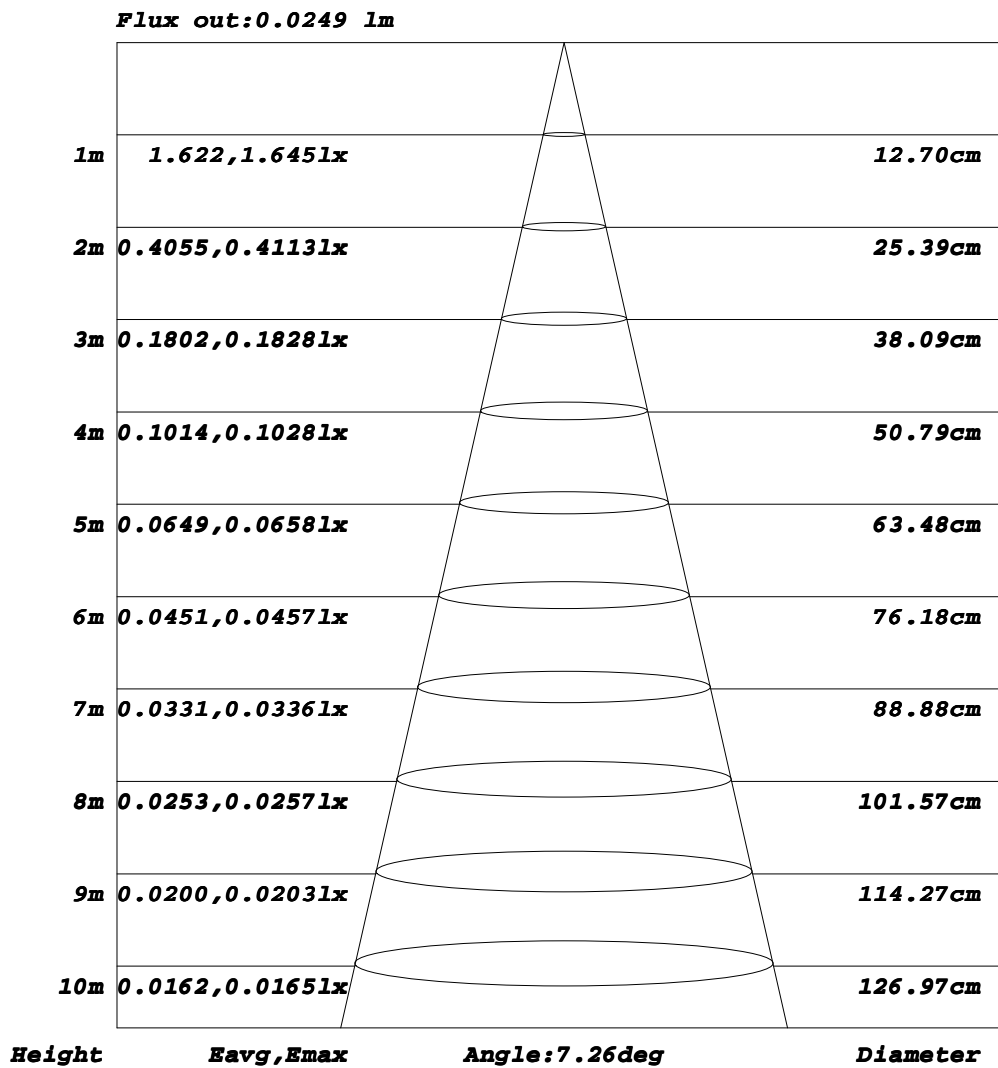 Flux out:0.0249 lm
1m 1.622,1.645lx 12.70cm
2m 0.4055,0.4113lx 25.39cm
3m 0.1802,0.1828lx 38.09cm
4m 0.1014,0.1028lx 50.79cm
5m 0.0649,0.0658lx 63.48cm
6m 0.0451,0.0457lx 76.18cm
7m 0.0331,0.0336lx 88.88cm
8m 0.0253,0.0257lx 101.57cm
9m 0.0200,0.0203lx 114.27cm
10m 0.0162,0.0165lx 126.97cm
Height Eavg,Emax Angle:7.26deg Diameter